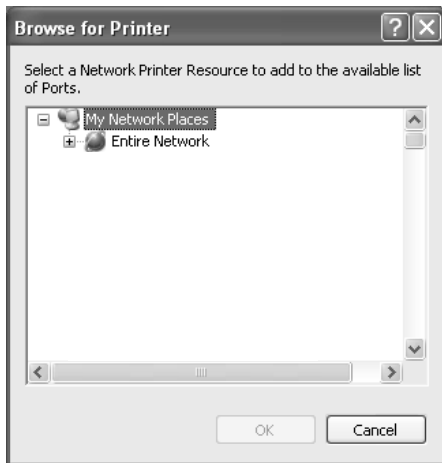 Browse for Printer
Select a Network Printer Resource to add to the available list
of Ports.
My Network Places
Entire Network
OK
Cancel